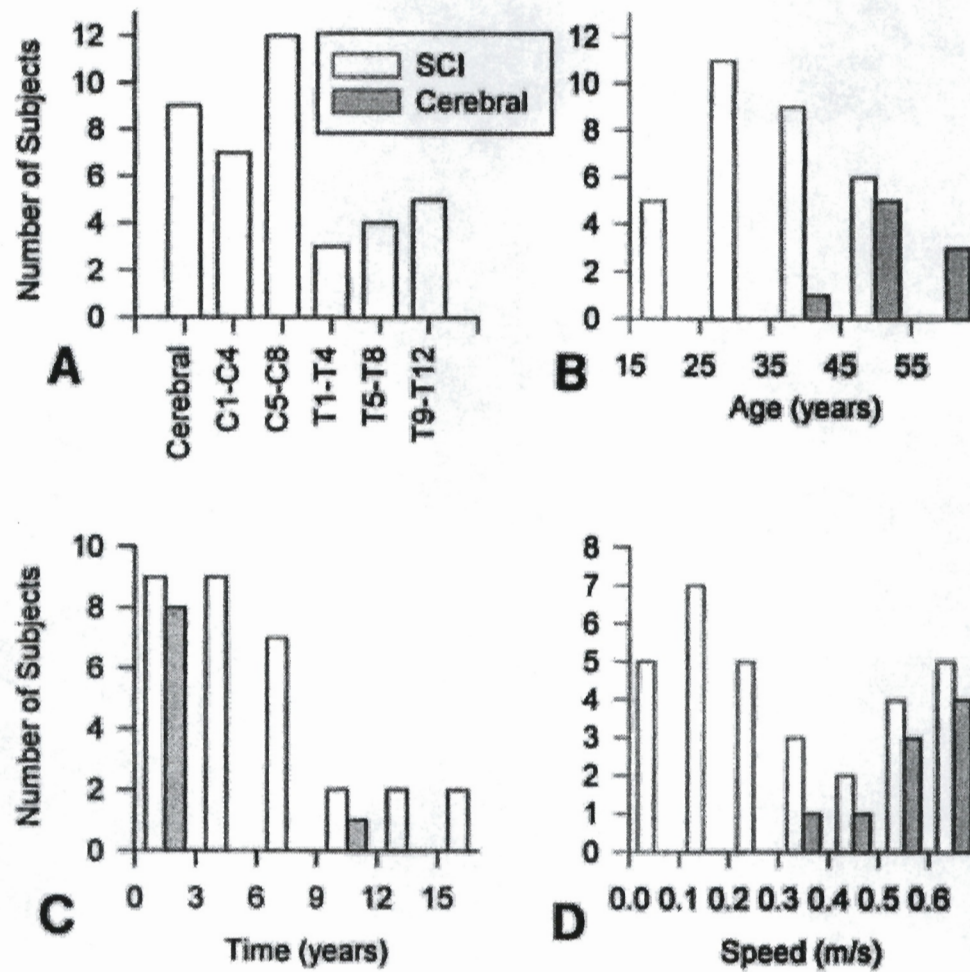 Number of Subjects
12
10
8
6
4
2
0
SCI
Cerebral
A
Cerebral
C1-C4
C5-C8
T1-T4
T5-T8
T9-T12
12
10
8
6
4
2
0
15 25 35 45 55
B
Age (years)
Number of Subjects
10
8
6
4
2
0
0 3 6 9 12 15
C
Time (years)
8
7
6
5
4
3
2
1
0
0.0 0.1 0.2 0.3 0.4 0.5 0.6
D
Speed (m/s)